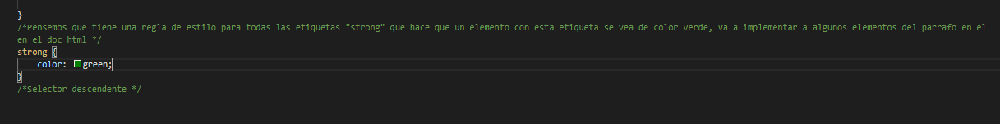 }
/*Pensemos que tiene una regla de estilo para todas las etiquetas "strong" que hace que un elemento con esta etiqueta se vea de color verde, va a implementar a algunos elementos del parrafo en el
en el doc html */
strong {
color: green;
}
/*Selector descendente */